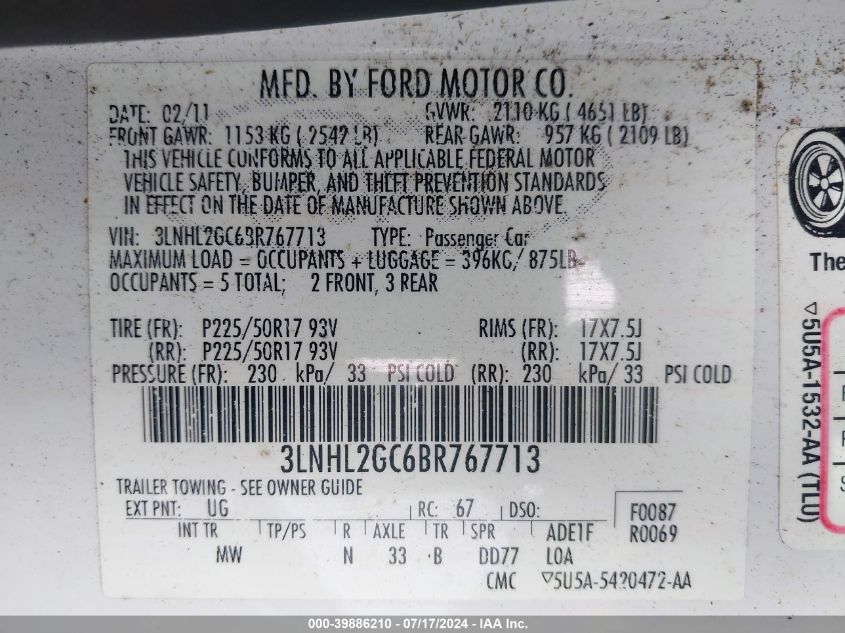 MFD. BY FORD MOTOR CO.
DATE: 02/11 GVWR: 2110 KG ( 4651 LB)
FRONT GAWR: 1153 KG ( 2542 LB) REAR GAWR: 957 KG ( 2109 LB)
THIS VEHICLE CONFORMS TO ALL APPLICABLE FEDERAL MOTOR
VEHICLE SAFETY, BUMPER, AND THEFT PREVENTION STANDARDS
IN EFFECT ON THE DATE OF MANUFACTURE SHOWN ABOVE.
VIN: 3LNHL2GC6BR767713 TYPE: Passenger Car
MAXIMUM LOAD = OCCUPANTS + LUGGAGE = 396KG/ 875LB
OCCUPANTS = 5 TOTAL; 2 FRONT, 3 REAR
TIRE (FR): P225/50R17 93V RIMS (FR): 17X7.5J
(RR): P225/50R17 93V (RR): 17X7.5J
PRESSURE (FR): 230 kPa/ 33 PSI COLD (RR): 230 kPa/ 33 PSI COLD
3LNHL2GC6BR767713
TRAILER TOWING - SEE OWNER GUIDE
EXT PNT: UG RC: 67 DSO: F0087
INT TR TP/PS R AXLE TR SPR ADE1F R0069
MW N 33 B DD77 LOA
CMC ▽5U5A-5420472-AA
The
▽5U5A-1532-AA (TLU)
000-39886210 - 07/17/2024 - IAA Inc.